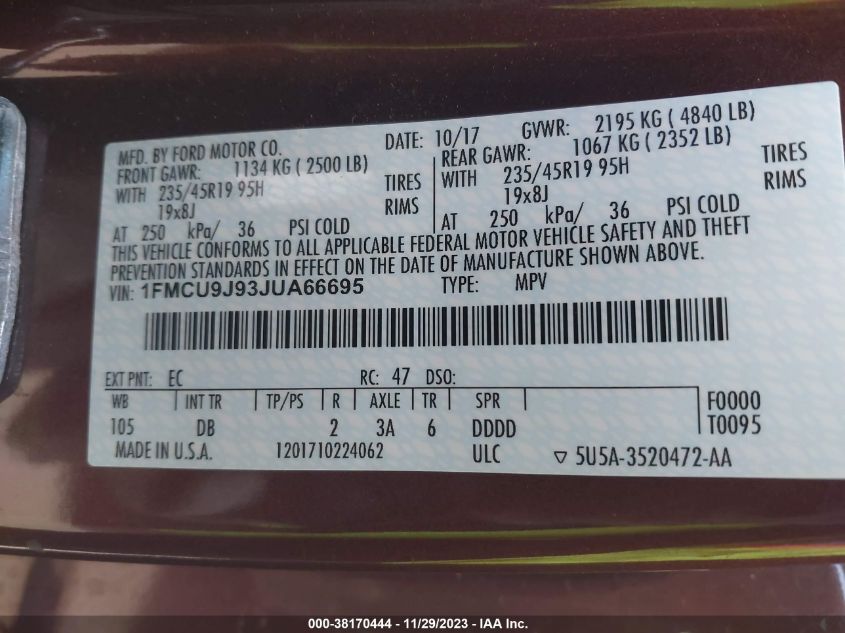 MFD. BY FORD MOTOR CO. DATE: 10/17 GVWR: 2195 KG ( 4840 LB)
FRONT GAWR: 1134 KG ( 2500 LB) REAR GAWR: 1067 KG ( 2352 LB)
WITH 235/45R19 95H TIRES WITH 235/45R19 95H TIRES
19x8J RIMS 19x8J RIMS
AT 250 kPa/ 36 PSI COLD AT 250 kPa/ 36 PSI COLD
THIS VEHICLE CONFORMS TO ALL APPLICABLE FEDERAL MOTOR VEHICLE SAFETY AND THEFT
PREVENTION STANDARDS IN EFFECT ON THE DATE OF MANUFACTURE SHOWN ABOVE.
VIN: 1FMCU9J93JUA66695 TYPE: MPV
EXT PNT: EC RC: 47 DSO:
WB INT TR TP/PS R AXLE TR SPR F0000
105 DB 2 3A 6 DDDD T0095
MADE IN U.S.A. 1201710224062 ULC ▽ 5U5A-3520472-AA
000-38170444 - 11/29/2023 - IAA Inc.